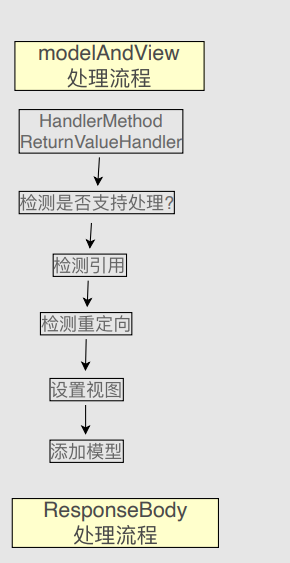 modelAndView
处理流程
HandlerMethod
ReturnValueHandler
检测是否支持处理?
检测引用
检测重定向
设置视图
添加模型
ResponseBody
处理流程